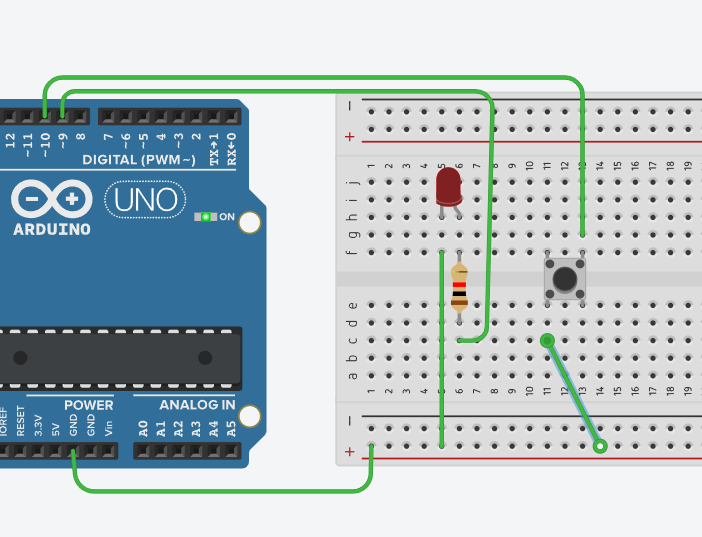 12
~11
~10
~9
8
7
~6
~5
4
~3
2
TX→1
RX←0
DIGITAL (PWM~)
UNO
ON
ARDUINO
POWER
ANALOG IN
RESET
3.3V
5V
GND
GND
Vin
A0
A1
A2
A3
A4
A5
−
+
1 2 3 4 5 6 7 8 9 10 11 12 13 14 15 16 17 18 19
j
i
h
g
f
e
d
c
b
a
1 2 3 4 5 6 7 8 9 10 11 12 13 14 15 16 17 18 19
−
+